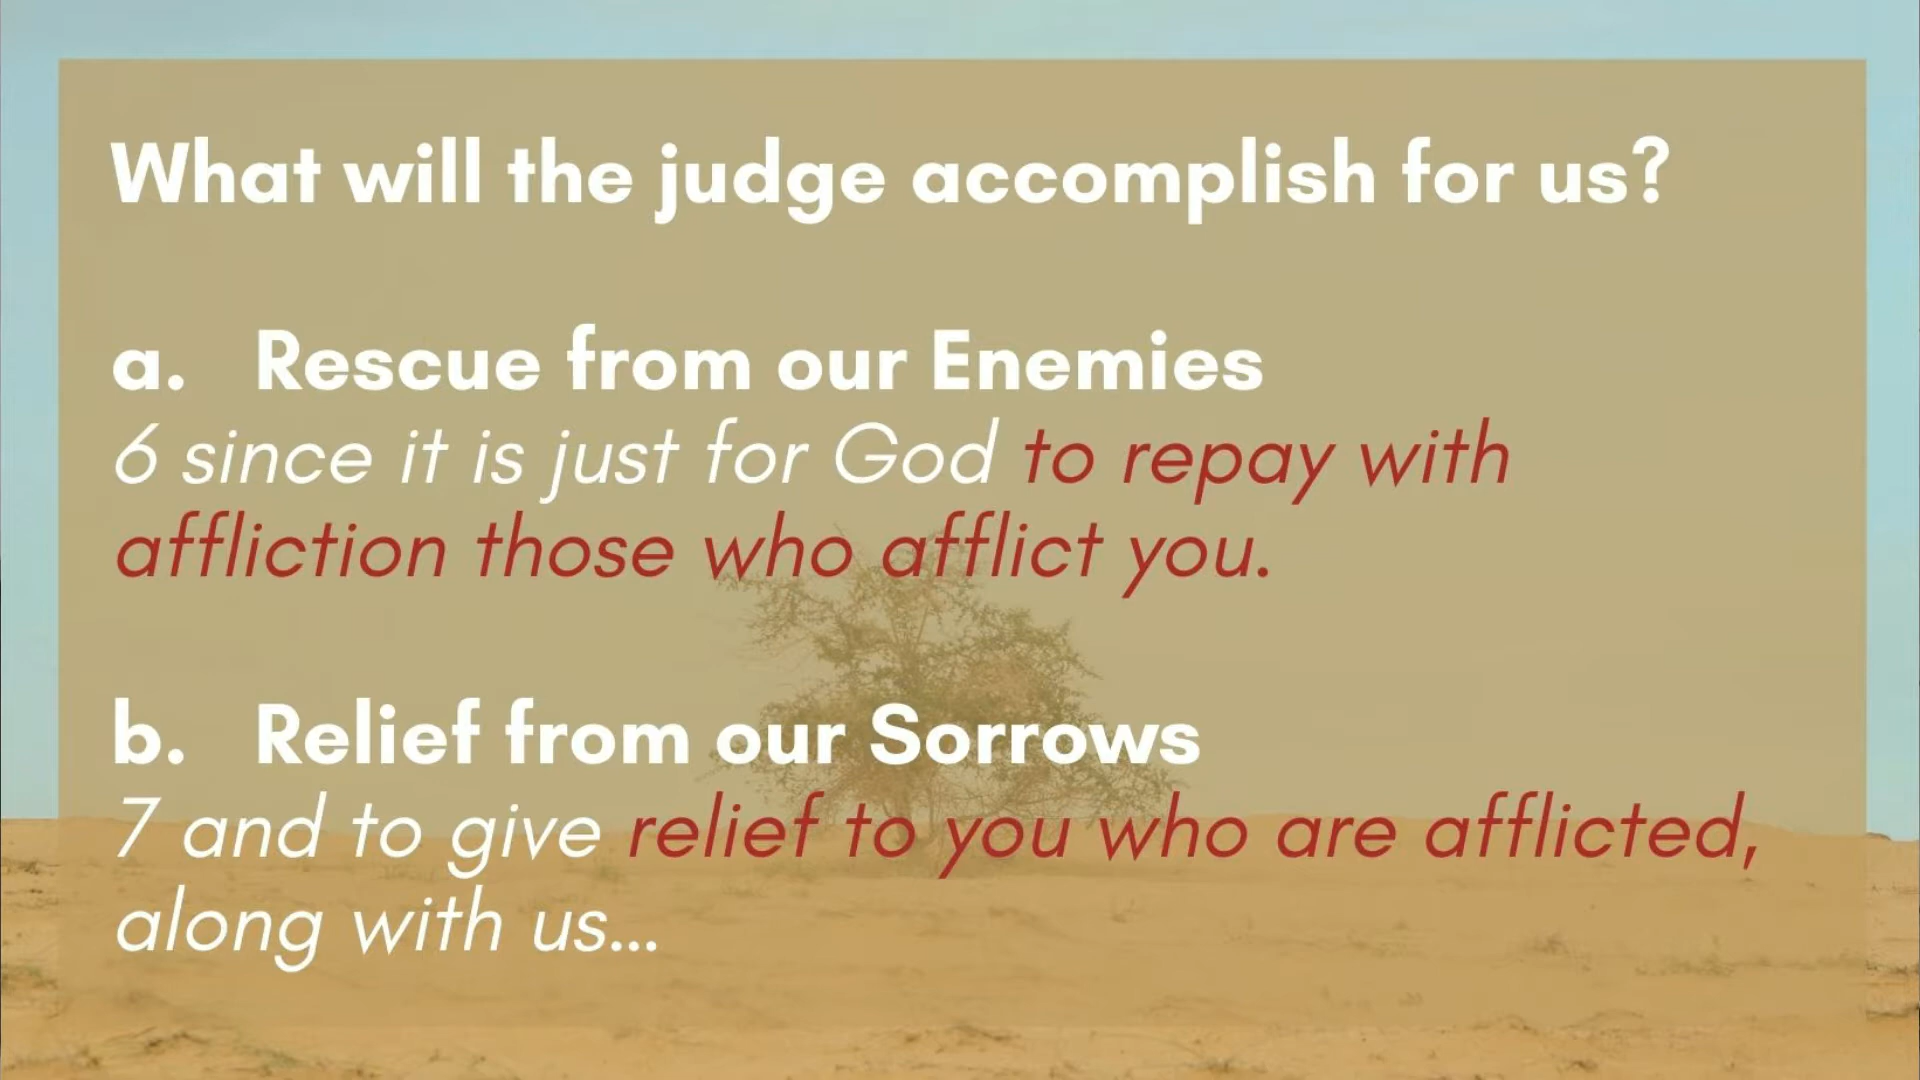 What will the judge accomplish for us?
a. Rescue from our Enemies
6 since it is just for God to repay with
affliction those who afflict you.
b. Relief from our Sorrows
7 and to give relief to you who are afflicted,
along with us...